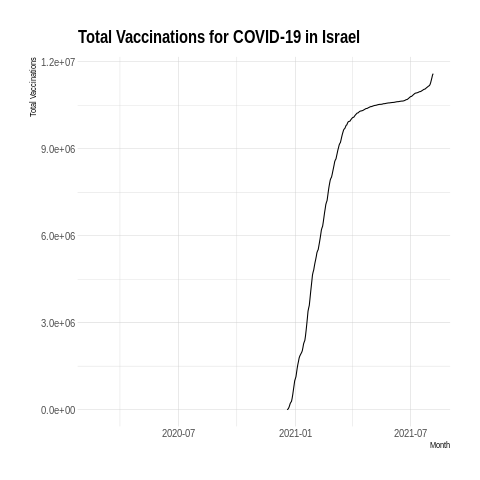 Total Vaccinations for COVID-19 in Israel
Total Vaccinations
1.2e+07
9.0e+06
6.0e+06
3.0e+06
0.0e+00
2020-07
2021-01
2021-07
Month